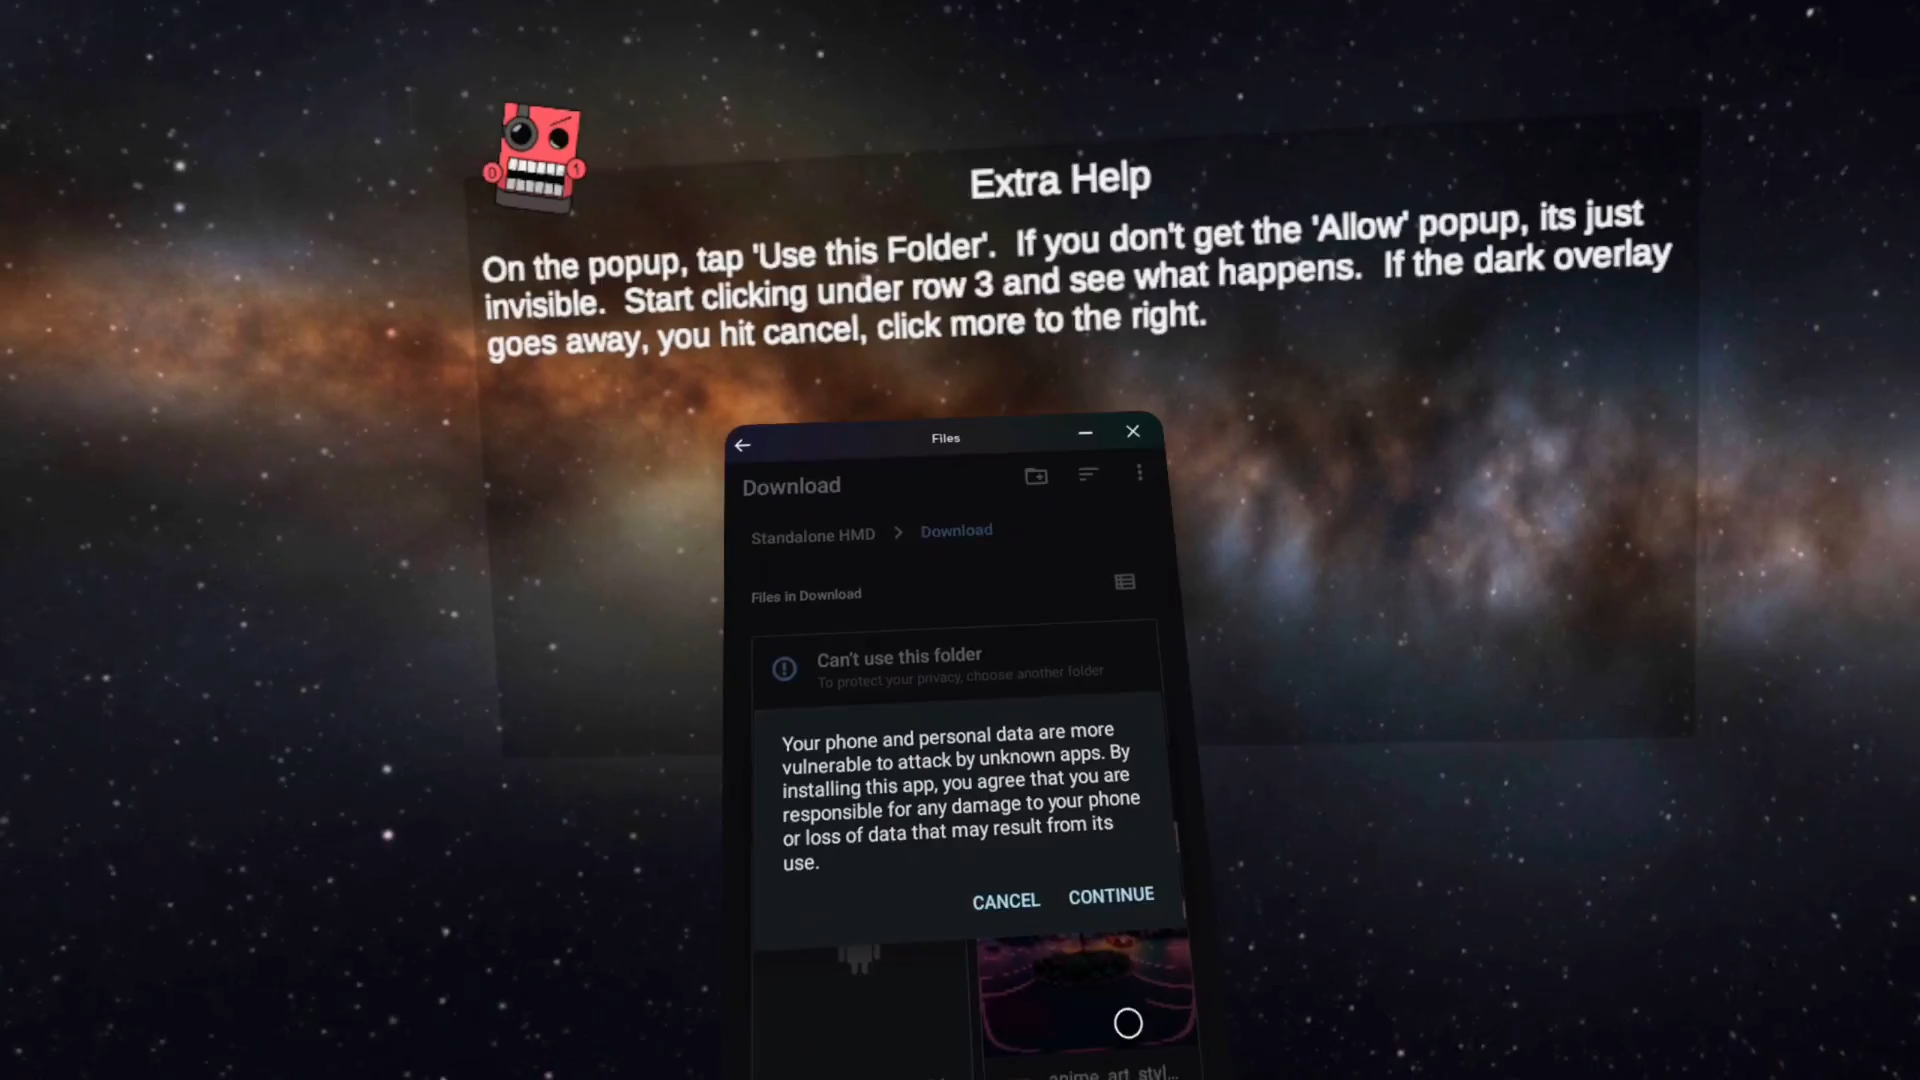 Extra Help
On the popup, tap 'Use this Folder'.  If you don't get the 'Allow' popup, its just
invisible.  Start clicking under row 3 and see what happens.  If the dark overlay
goes away, you hit cancel, click more to the right.
Files
Download
Standalone HMD > Download
Files in Download
Can't use this folder
To protect your privacy, choose another folder
Your phone and personal data are more
vulnerable to attack by unknown apps. By
installing this app, you agree that you are
responsible for any damage to your phone
or loss of data that may result from its
use.
CANCEL CONTINUE
anime_art_styl...